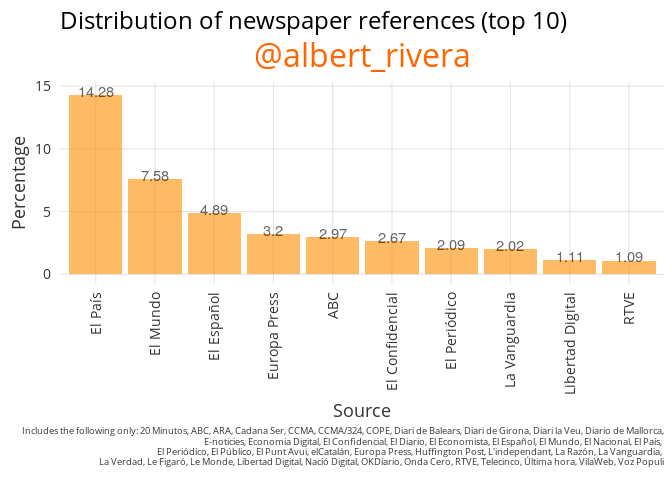 Distribution of newspaper references (top 10)
@albert_rivera
15
10
5
0
Percentage
14.28
7.58
4.89
3.2
2.97
2.67
2.09
2.02
1.11
1.09
El País
El Mundo
El Español
Europa Press
ABC
El Confidencial
El Periódico
La Vanguardia
Libertad Digital
RTVE
Source
Includes the following only: 20 Minutos, ABC, ARA, Cadana Ser, CCMA, CCMA/324, COPE, Diari de Balears, Diari de Girona, Diari la Veu, Diario de Mallorca,
E-noticies, Economia Digital, El Confidencial, El Diario, El Economista, El Español, El Mundo, El Nacional, El País,
El Periódico, El Público, El Punt Avui, elCatalán, Europa Press, Huffington Post, L'independant, La Razón, La Vanguardia,
La Verdad, Le Figaró, Le Monde, Libertad Digital, Nació Digital, OKDiario, Onda Cero, RTVE, Telecinco, Última hora, VilaWeb, Voz Populi